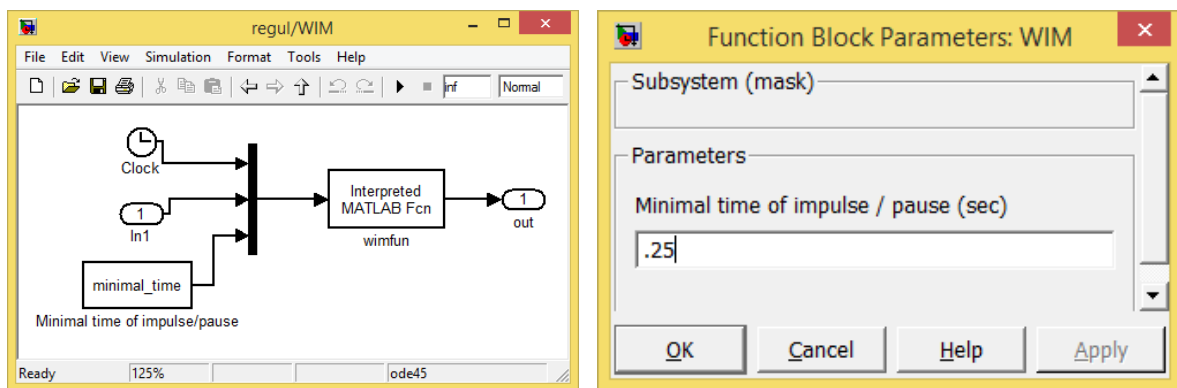 regul/WIM
File Edit View Simulation Format Tools Help
inf Normal
Clock
1
In1
minimal_time
Minimal time of impulse/pause
Interpreted
MATLAB Fcn
wimfun
1
out
Ready 125% ode45
Function Block Parameters: WIM
Subsystem (mask)
Parameters
Minimal time of impulse / pause (sec)
.25
OK Cancel Help Apply